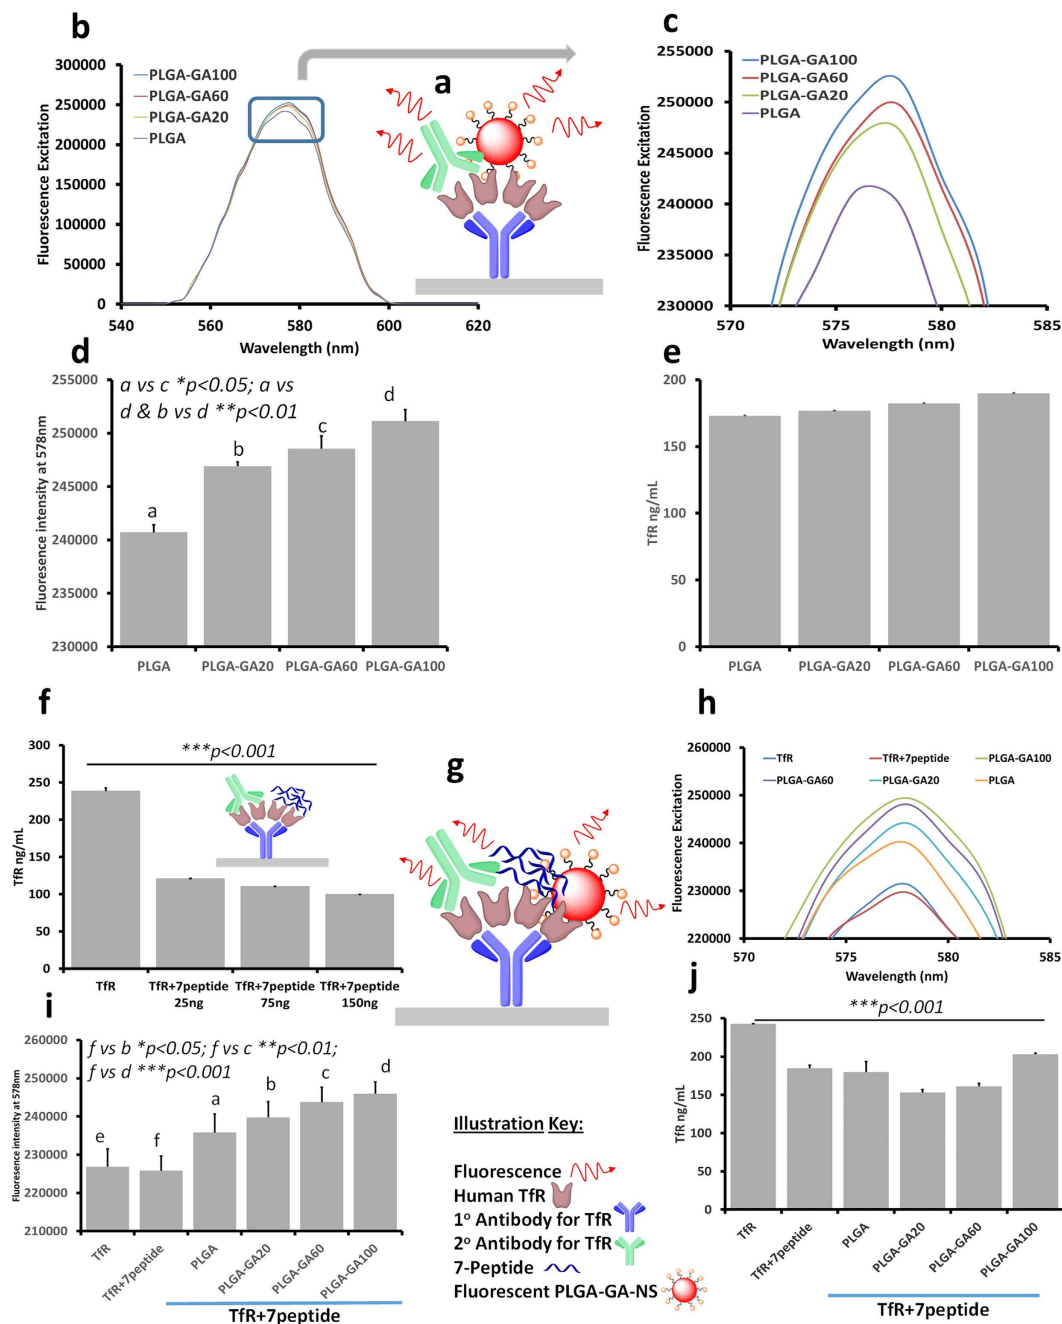 b
300000
250000
200000
150000
100000
50000
0
Fluorescence Excitation
PLGA-GA100
PLGA-GA60
PLGA-GA20
PLGA
540
560
580
600
620
Wavelength (nm)
a
c
255000
250000
245000
240000
235000
230000
Fluorescence Excitation
PLGA-GA100
PLGA-GA60
PLGA-GA20
PLGA
570
575
580
585
Wavelength (nm)
d
255000
250000
245000
240000
235000
230000
Fluoresence intensity at 578nm
a vs c *p<0.05; a vs
d & b vs d **p<0.01
a
b
c
d
PLGA
PLGA-GA20
PLGA-GA60
PLGA-GA100
e
200
150
100
50
0
TfR ng/mL
PLGA
PLGA-GA20
PLGA-GA60
PLGA-GA100
f
300
250
200
150
100
50
0
TfR ng/mL
***p<0.001
TfR
TfR+7peptide
25ng
TfR+7peptide
75ng
TfR+7peptide
150ng
g
h
260000
250000
240000
230000
220000
Fluorescence Excitation
TfR
TfR+7peptide
PLGA-GA100
PLGA-GA60
PLGA-GA20
PLGA
570
575
580
585
Wavelength (nm)
i
260000
250000
240000
230000
220000
210000
Fluoresence intensity at 578nm
f vs b *p<0.05; f vs c **p<0.01;
f vs d ***p<0.001
e
f
a
b
c
d
TfR
TfR+7peptide
PLGA
PLGA-GA20
PLGA-GA60
PLGA-GA100
TfR+7peptide
Illustration Key:
Fluorescence
Human TfR
1º Antibody for TfR
2º Antibody for TfR
7-Peptide
Fluorescent PLGA-GA-NS
j
250
200
150
100
50
0
TfR ng/mL
***p<0.001
TfR
TfR+7peptide
PLGA
PLGA-GA20
PLGA-GA60
PLGA-GA100
TfR+7peptide